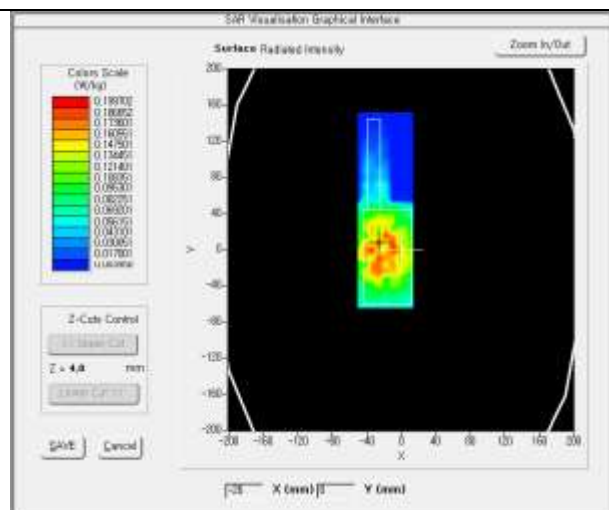 SAR Visualisation Graphical Interface
Surface Radiated Intensity
Zoom In/Out
Colors Scale
(W/kg)
0.199702
0.186852
0.173601
0.160551
0.147501
0.134451
0.121401
0.108351
0.095301
0.082251
0.069201
0.056151
0.043101
0.030051
0.017001
200
160
120
80
40
0
-40
-80
-120
-160
-200
Y
-200 -160 -120 -80 -40 0 40 80 120 160 200
X
Z-Cuts Control
Z = 4.0 mm
SAVE
Cancel
X (mm)
Y (mm)